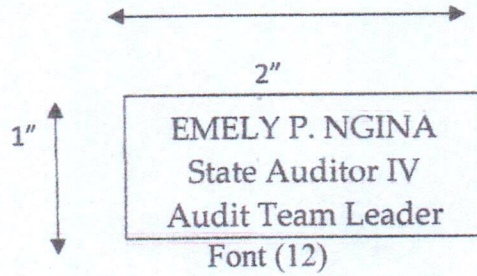 2"
1"
EMELY P. NGINA
State Auditor IV
Audit Team Leader
Font (12)